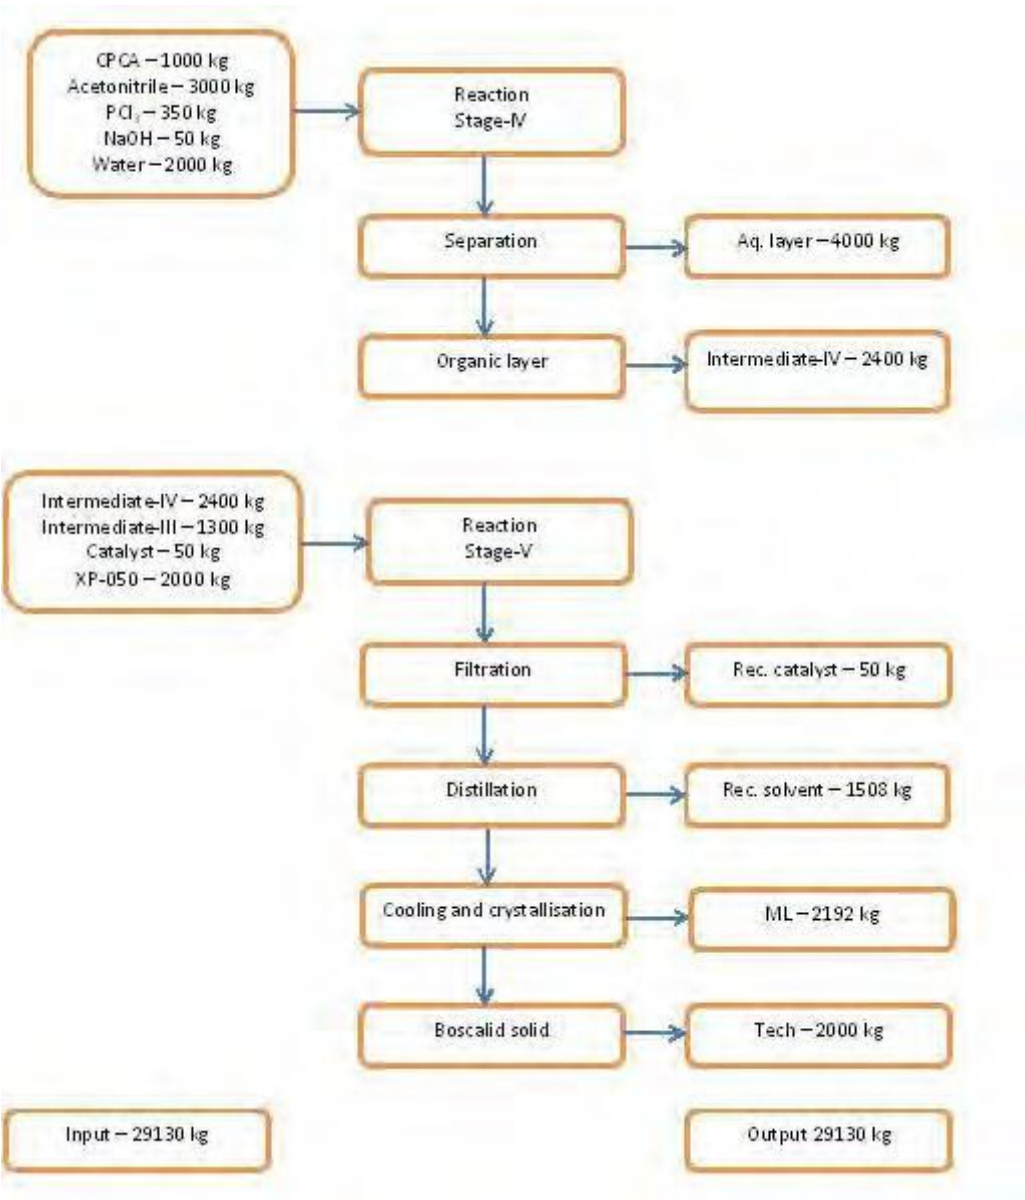 CPCA – 1000 kg
Acetonitrile – 3000 kg
PCl₃ – 350 kg
NaOH – 50 kg
Water – 2000 kg
Reaction
Stage-IV
Separation
Aq. layer – 4000 kg
Organic layer
Intermediate-IV – 2400 kg
Intermediate-IV – 2400 kg
Intermediate-III – 1300 kg
Catalyst – 50 kg
XP-050 – 2000 kg
Reaction
Stage-V
Filtration
Rec. catalyst – 50 kg
Distillation
Rec. solvent – 1508 kg
Cooling and crystallisation
ML – 2192 kg
Boscalid solid
Tech – 2000 kg
Input – 29130 kg
Output 29130 kg